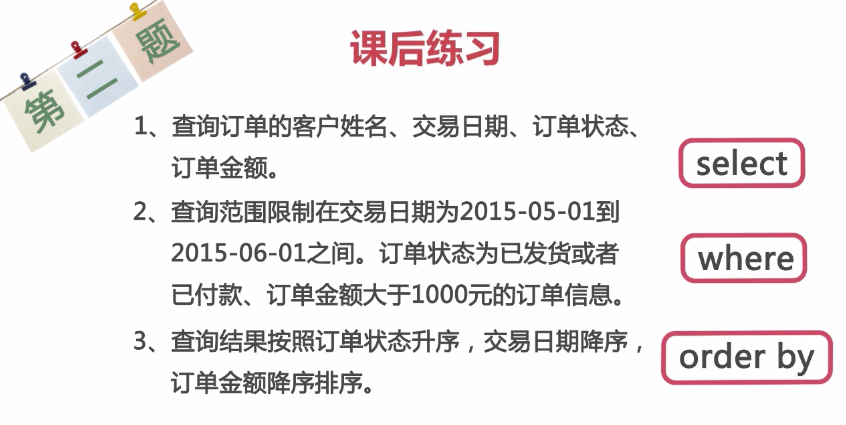 第二题
课后练习
1、查询订单的客户姓名、交易日期、订单状态、
订单金额。
select
2、查询范围限制在交易日期为2015-05-01到
2015-06-01之间。订单状态为已发货或者
已付款、订单金额大于1000元的订单信息。
where
3、查询结果按照订单状态升序，交易日期降序，
订单金额降序排序。
order by